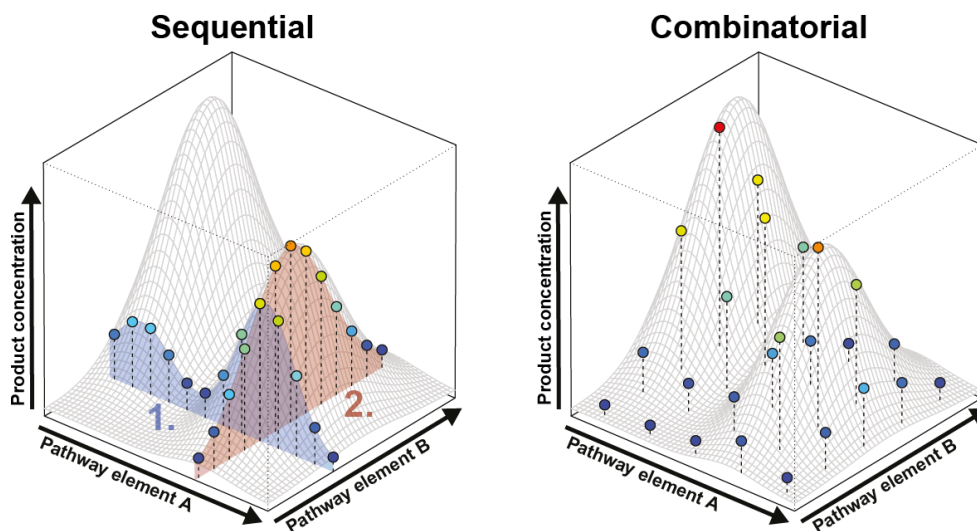 Sequential
Product concentration
1.
2.
Pathway element A
Pathway element B
Combinatorial
Product concentration
Pathway element A
Pathway element B